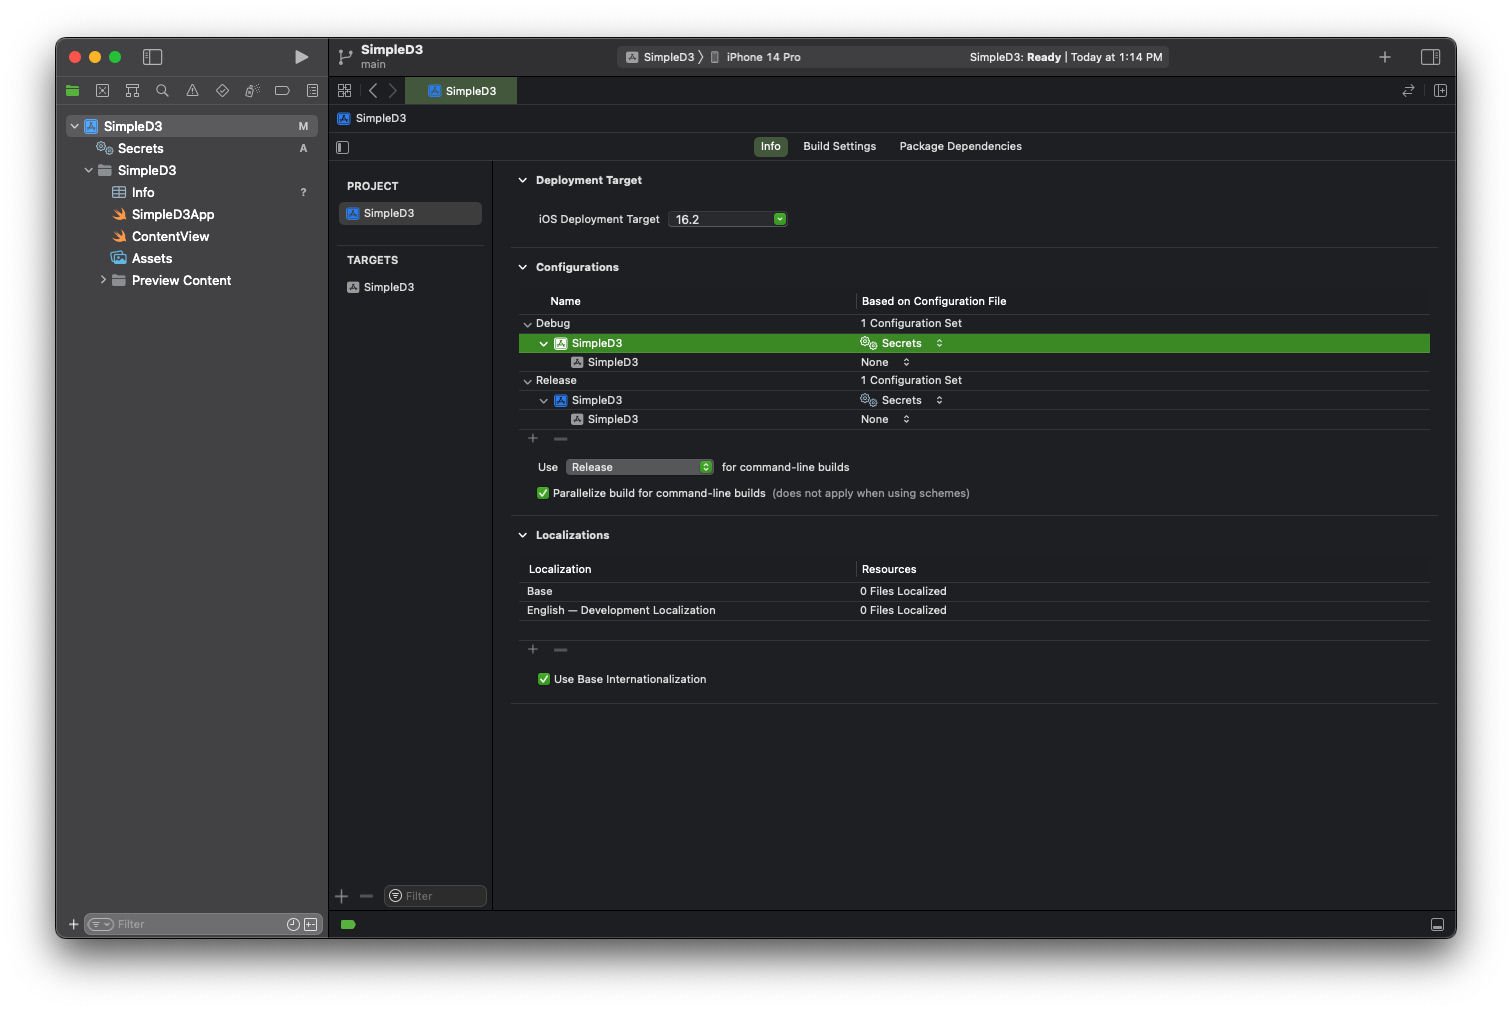 SimpleD3
main
SimpleD3
iPhone 14 Pro
SimpleD3: Ready | Today at 1:14 PM
SimpleD3
SimpleD3
SimpleD3 M
Secrets A
SimpleD3
Info ?
SimpleD3App
ContentView
Assets
Preview Content
Filter
Info
Build Settings
Package Dependencies
PROJECT
SimpleD3
TARGETS
SimpleD3
Filter
Deployment Target
iOS Deployment Target 16.2
Configurations
Name Based on Configuration File
Debug 1 Configuration Set
SimpleD3 Secrets
SimpleD3 None
Release 1 Configuration Set
SimpleD3 Secrets
SimpleD3 None
Use Release for command-line builds
Parallelize build for command-line builds (does not apply when using schemes)
Localizations
Localization Resources
Base 0 Files Localized
English — Development Localization 0 Files Localized
Use Base Internationalization